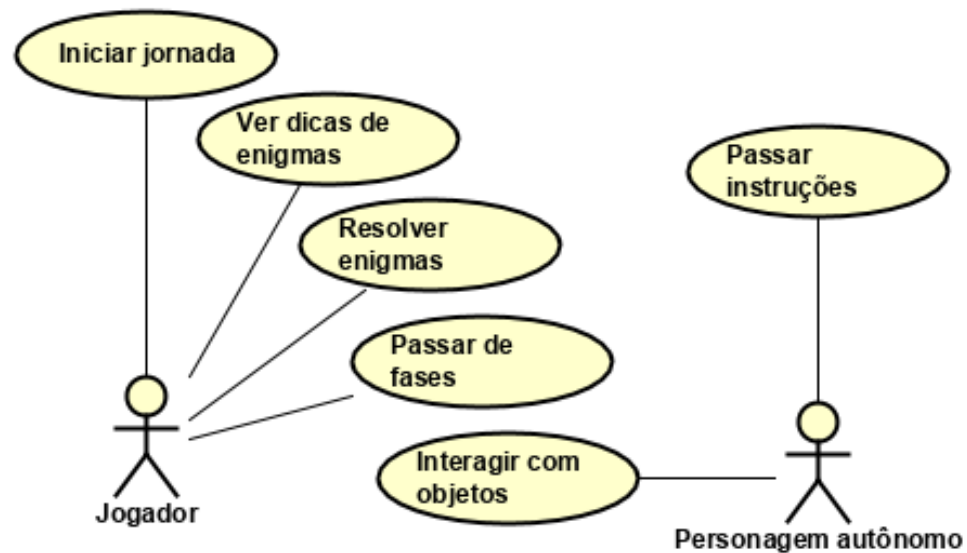 Iniciar jornada
Ver dicas de
enigmas
Resolver
enigmas
Passar de
fases
Interagir com
objetos
Jogador
Passar
instruções
Personagem autônomo